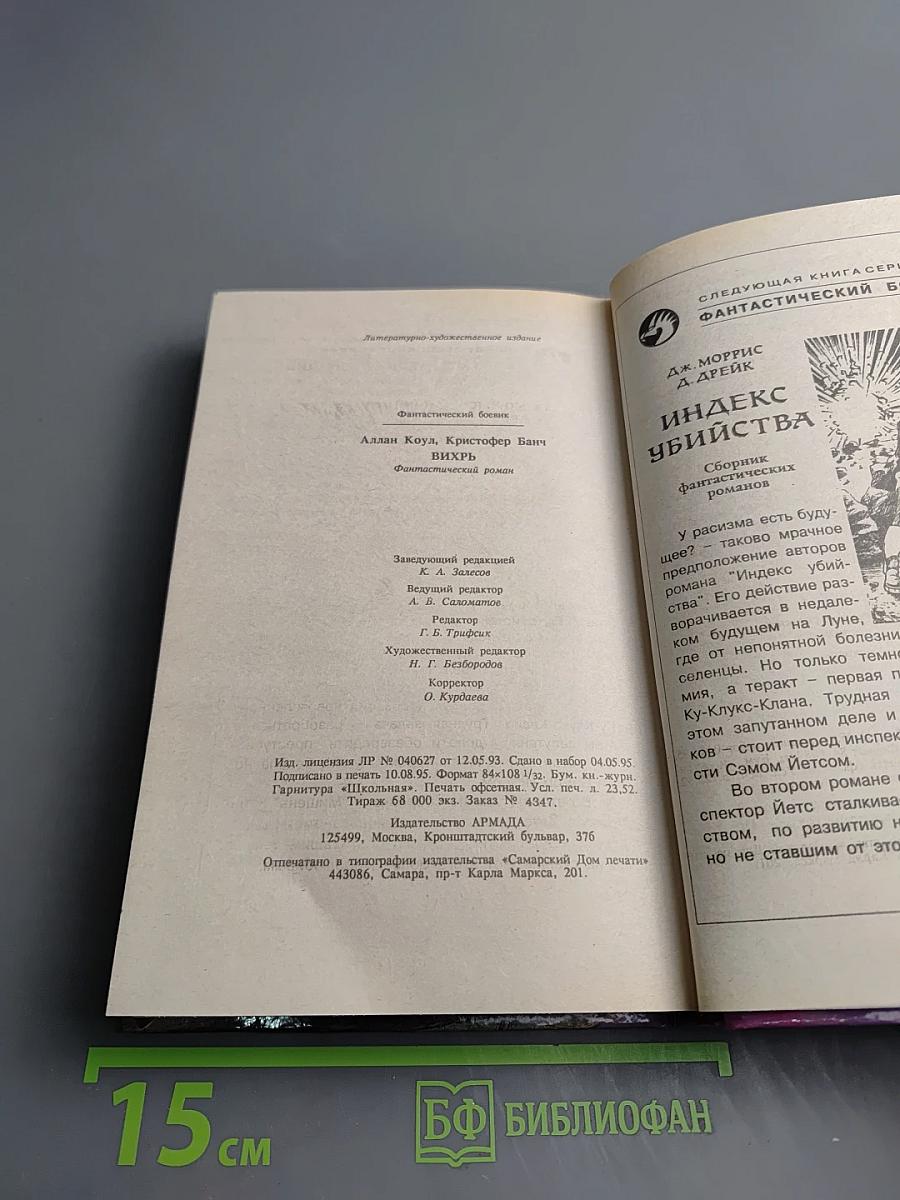 Литературно-художественное издание
Фантастический боевик
Аллан Коул, Кристофер Банч
ВИХРЬ
Фантастический роман
Заведующий редакцией
К. А. Залесов
Ведущий редактор
А. В. Саломатов
Редактор
Г. Б. Трифсик
Художественный редактор
Н. Г. Безбородов
Корректор
О. Курдаева
Изд. лицензия ЛР № 040627 от 12.05.93. Сдано в набор 04.05.95.
Подписано в печать 10.08.95. Формат 84×108 1/32. Бум. кн.-журн.
Гарнитура «Школьная». Печать офсетная. Усл. печ. л. 23,52.
Тираж 68 000 экз. Заказ № 4347.
Издательство АРМАДА
125499, Москва, Кронштадтский бульвар, 37б
Отпечатано в типографии издательства «Самарский Дом печати»
443086, Самара, пр-т Карла Маркса, 201.
СЛЕДУЮЩАЯ КНИГА СЕРИ
ФАНТАСТИЧЕСКИЙ БО
ДЖ. МОРРИС
Д. ДРЕЙК
ИНДЕКС
УБИЙСТВА
Сборник
фантастических
романов
У расизма есть буду-
щее? – таково мрачное
предположение авторов
романа "Индекс убий-
ства". Его действие раз-
ворачивается в недале-
ком будущем на Луне,
где от непонятной болезни
селенцы. Но только темно
мия, а теракт – первая п
Ку-Клукс-Клана. Трудная
этом запутанном деле и
ков – стоит перед инспек
сти Сэмом Йетсом.
Во втором романе
спектор Йетс сталкива
ством, по развитию н
но не ставшим от это
15 см
БФ БИБЛИОФАН